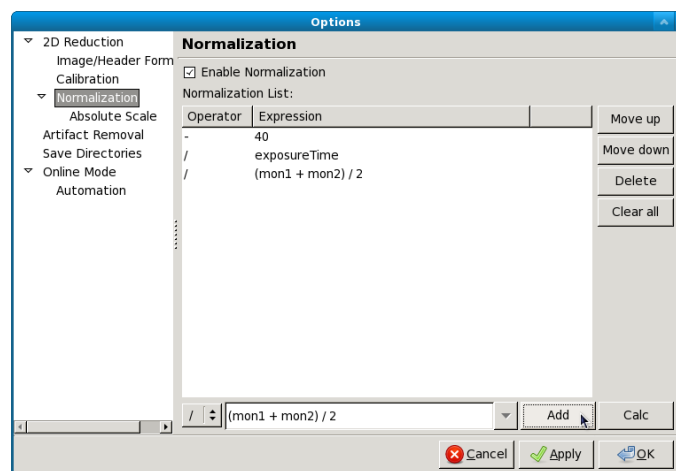 Options
2D Reduction
Image/Header Form
Calibration
Normalization
Absolute Scale
Artifact Removal
Save Directories
Online Mode
Automation
Normalization
Enable Normalization
Normalization List:
Operator Expression
- 40
/ exposureTime
/ (mon1 + mon2) / 2
Move up
Move down
Delete
Clear all
/ (mon1 + mon2) / 2 Add Calc
Cancel Apply OK